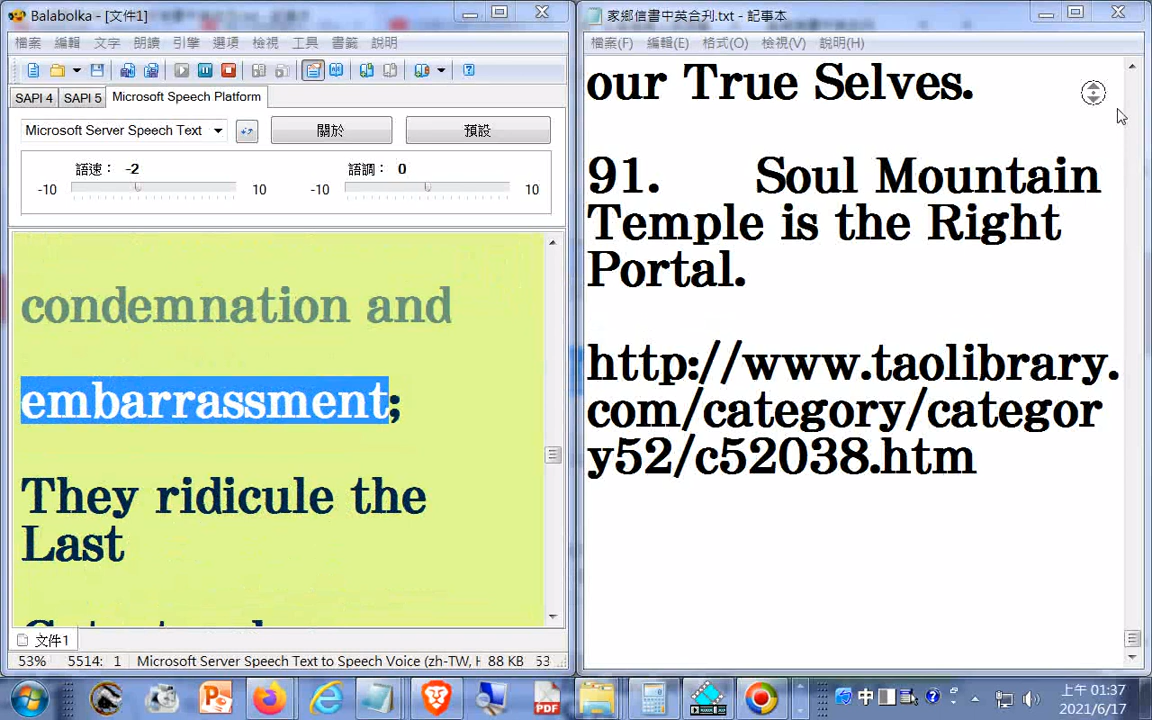 Balabolka - [文件1]
檔案 編輯 文字 朗讀 引擎 選項 檢視 工具 書籤 說明
SAPI 4 SAPI 5 Microsoft Speech Platform
Microsoft Server Speech Text 關於 預設
語速： -2 語調： 0
-10 10 -10 10
condemnation and
embarrassment;
They ridicule the
Last
文件1
53% 5514: 1 Microsoft Server Speech Text to Speech Voice (zh-TW, H 88 KB 53
家鄉信書中英合刋.txt - 記事本
檔案(F) 編輯(E) 格式(O) 檢視(V) 說明(H)
our True Selves.
91. Soul Mountain
Temple is the Right
Portal.
http://www.taolibrary.
com/category/categor
y52/c52038.htm
中
上午 01:37
2021/6/17
PDF